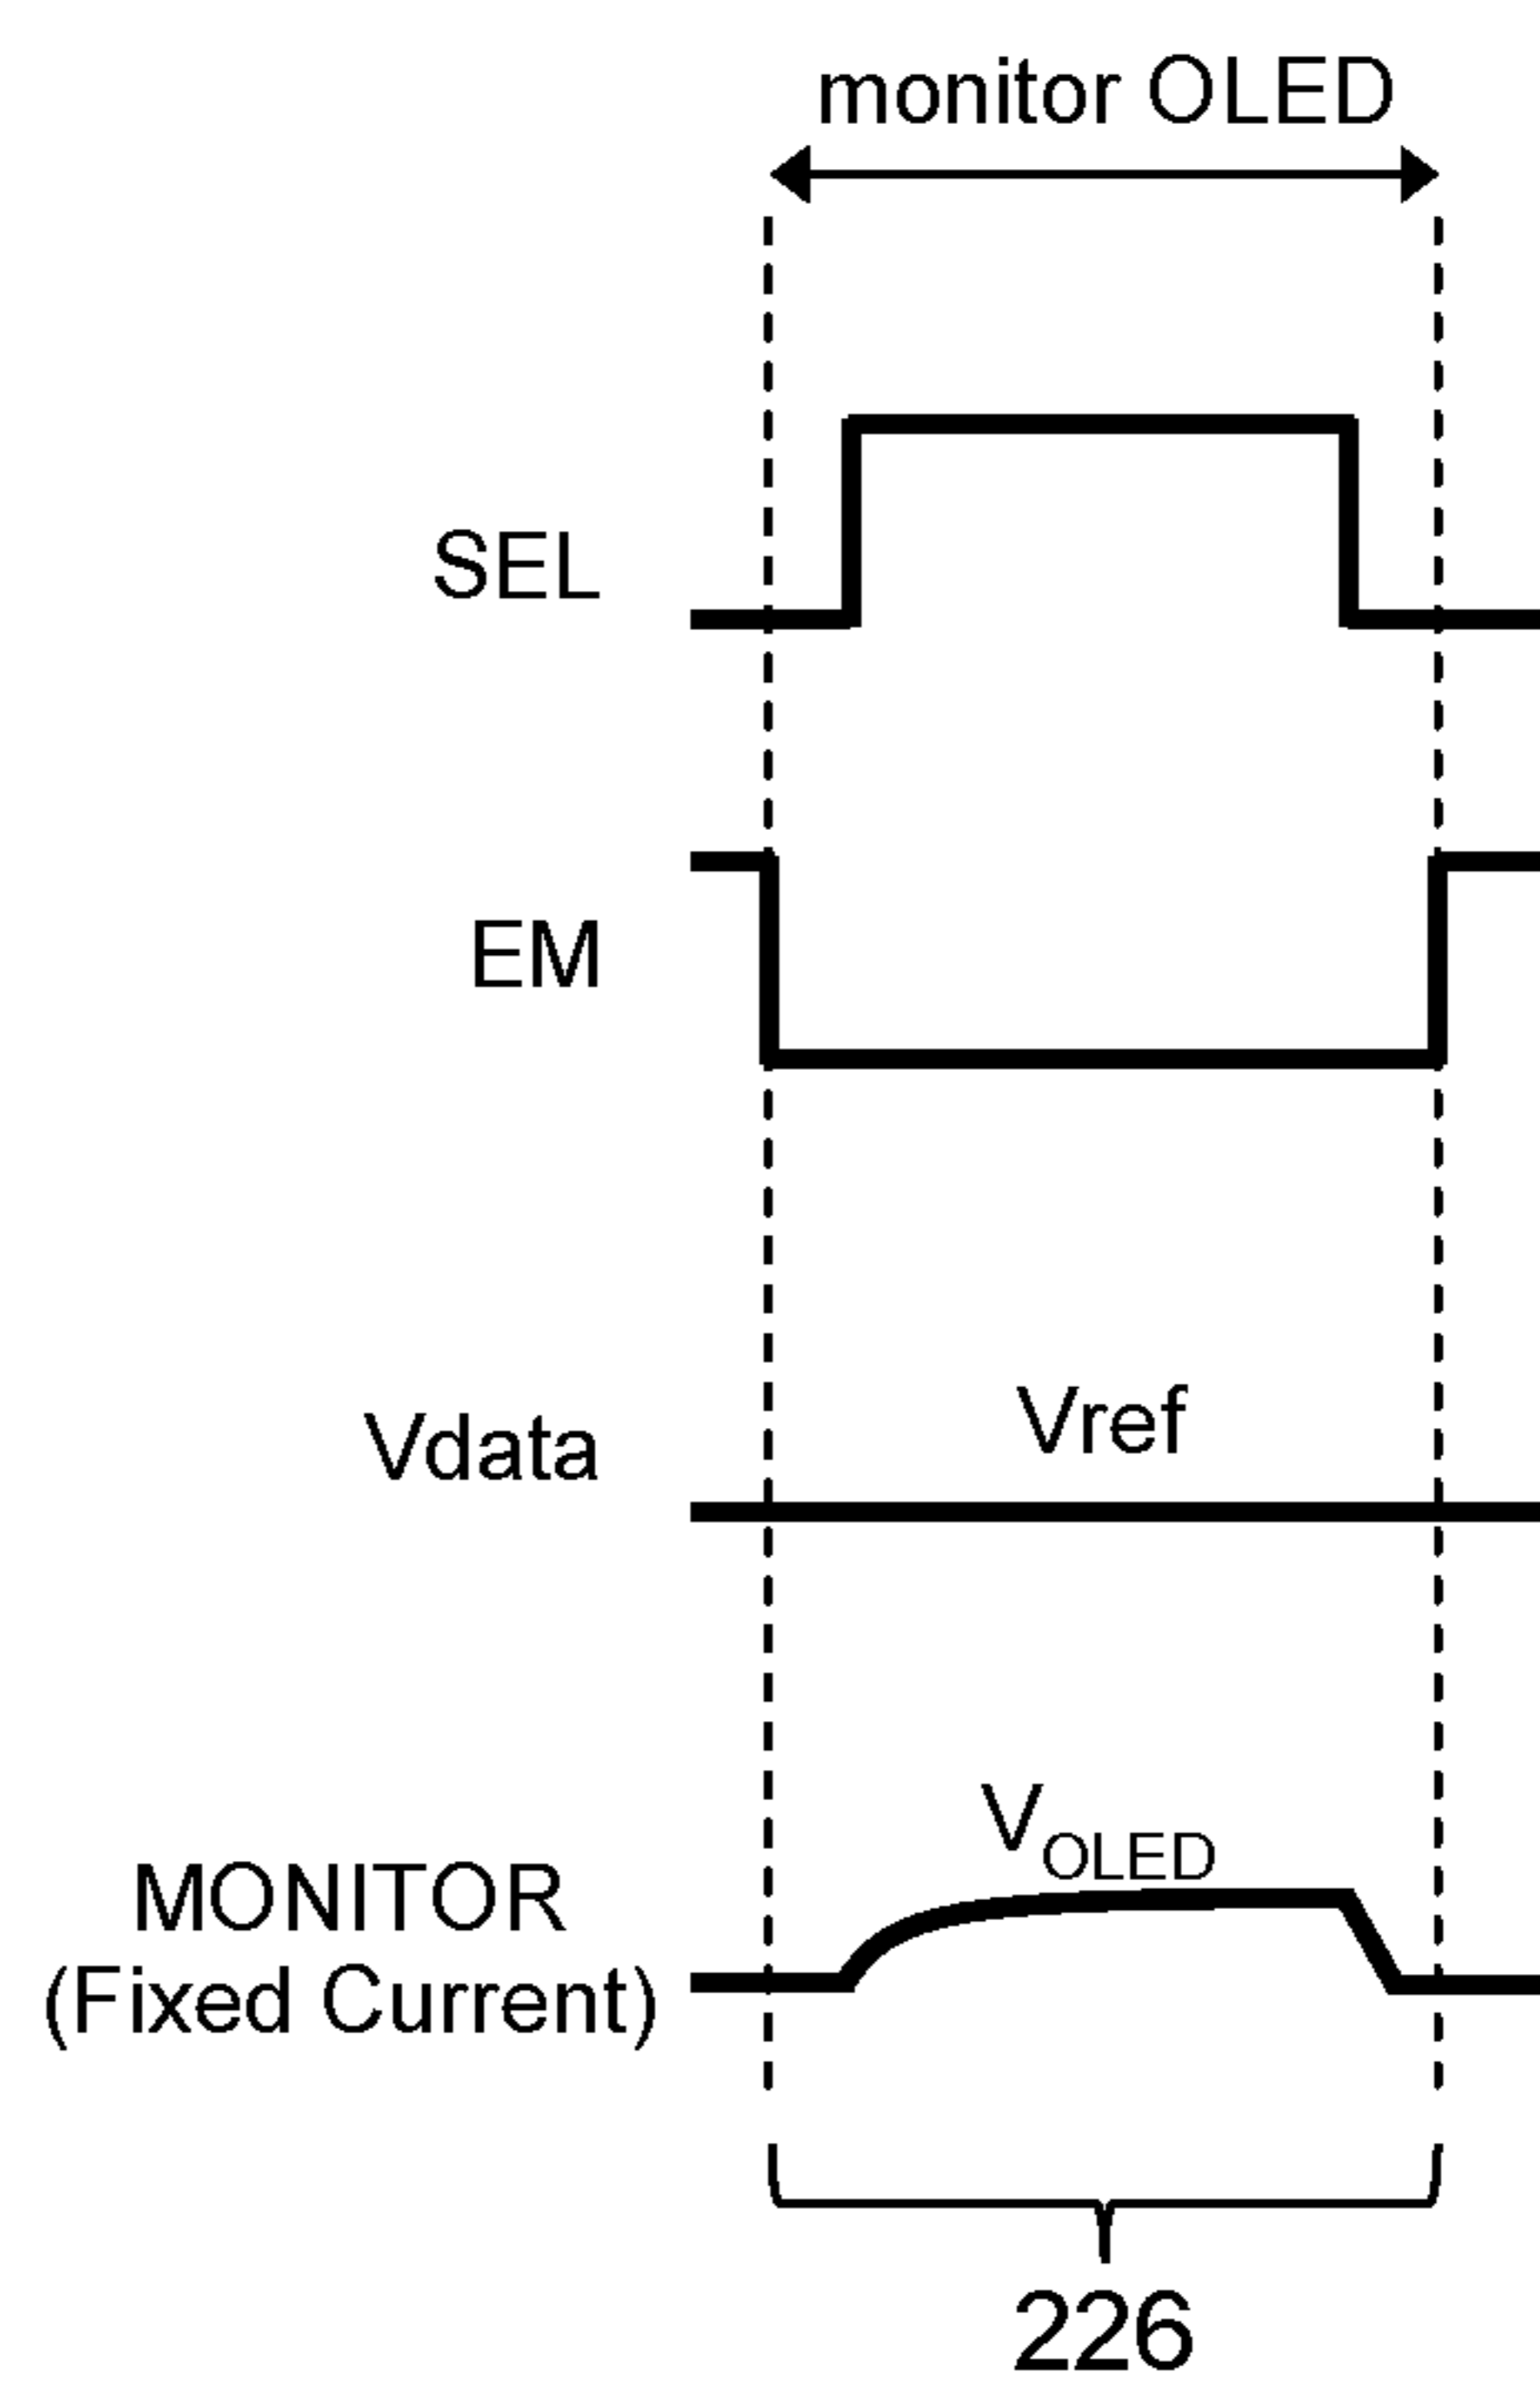 monitor OLED
SEL
EM
Vref
Vdata
VOLED
MONITOR
(Fixed Current)
226